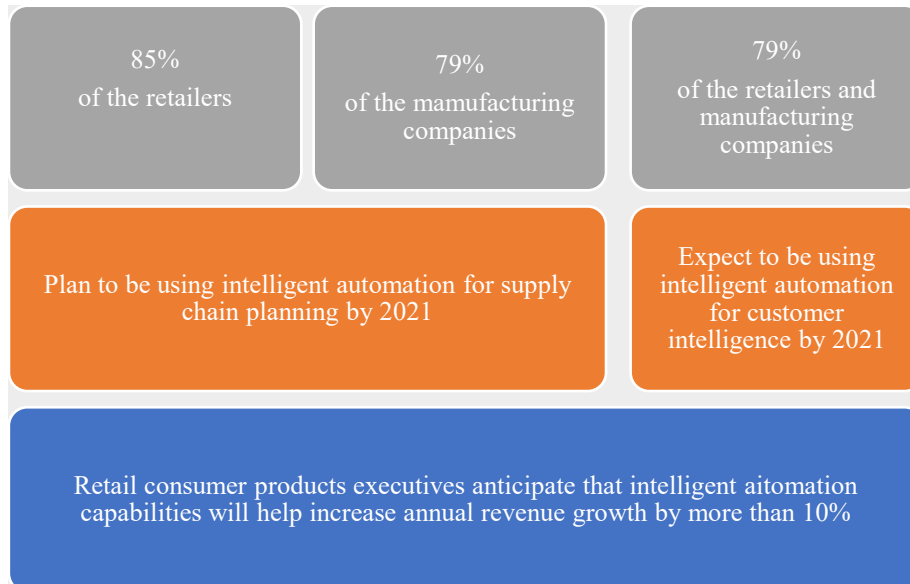 85%
of the retailers
79%
of the mamufacturing
companies
79%
of the retailers and
manufacturing
companies
Plan to be using intelligent automation for supply
chain planning by 2021
Expect to be using
intelligent automation
for customer
intelligence by 2021
Retail consumer products executives anticipate that intelligent aitomation
capabilities will help increase annual revenue growth by more than 10%